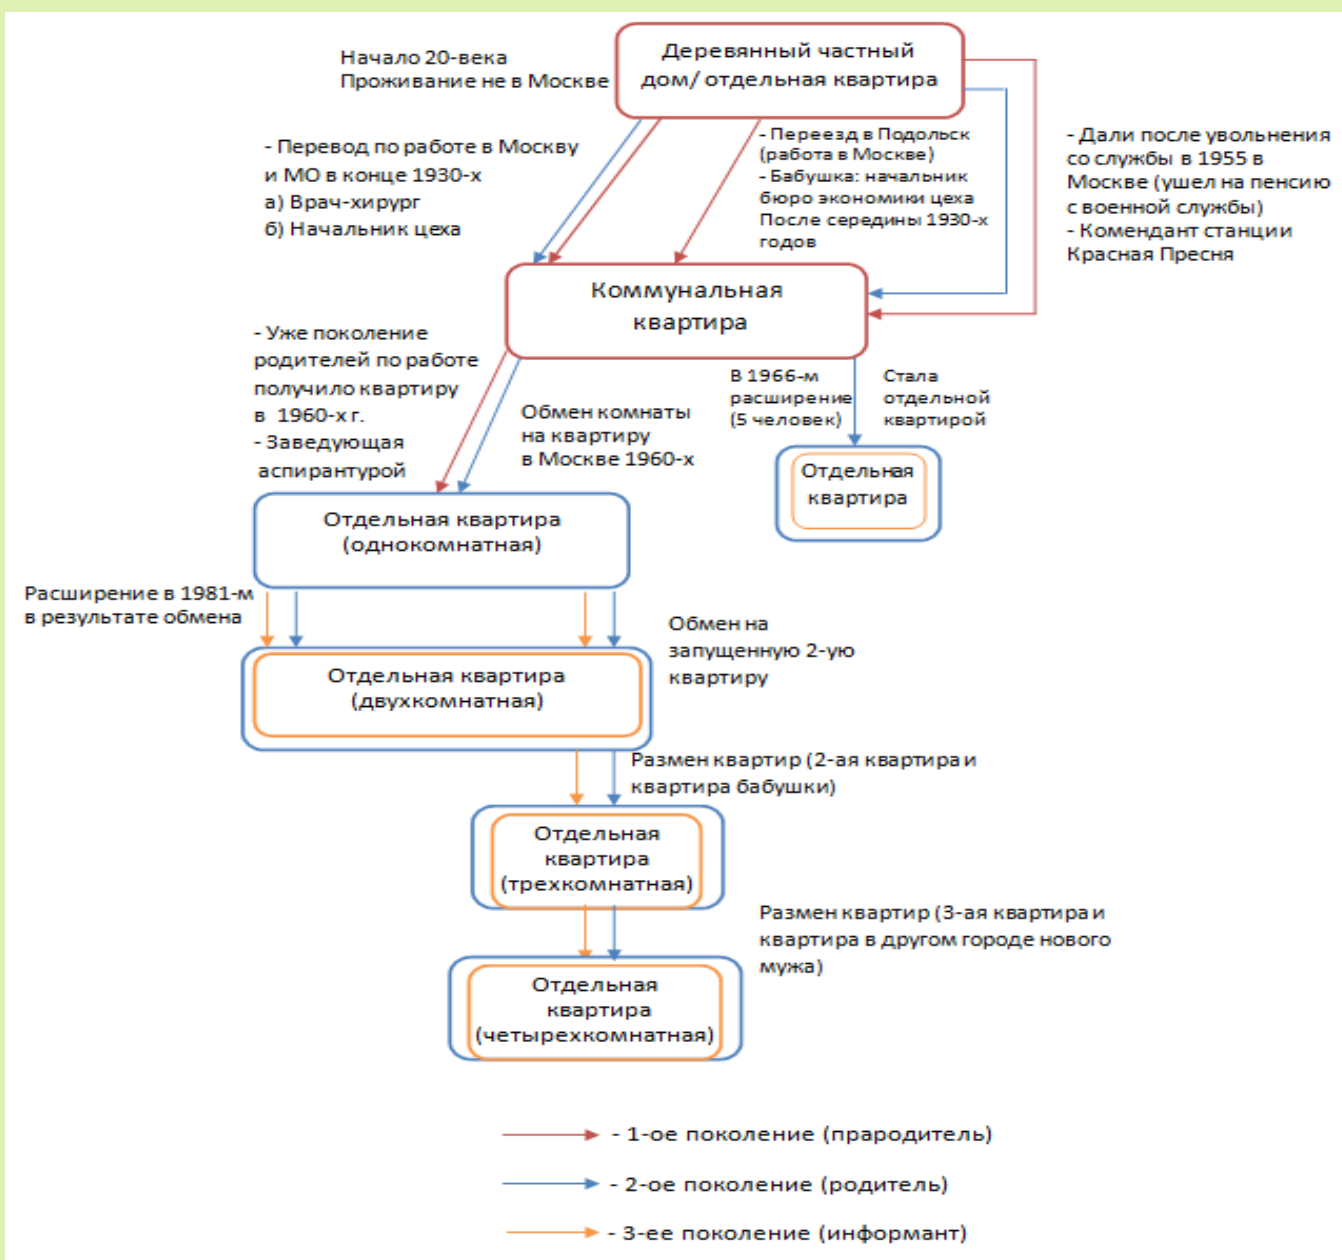 Начало 20-века
Проживание не в Москве
Деревянный частный
дом/ отдельная квартира
- Перевод по работе в Москву
и МО в конце 1930-х
а) Врач-хирург
б) Начальник цеха
- Переезд в Подольск
(работа в Москве)
- Бабушка: начальник
бюро экономики цеха
После середины 1930-х
годов
- Дали после увольнения
со службы в 1955 в
Москве (ушел на пенсию
с военной службы)
- Комендант станции
Красная Пресня
Коммунальная
квартира
- Уже поколение
родителей по работе
получило квартиру
в 1960-х г.
- Заведующая
аспирантурой
Обмен комнаты
на квартиру
в Москве 1960-х
В 1966-м
расширение
(5 человек)
Стала
отдельной
квартирой
Отдельная
квартира
Отдельная квартира
(однокомнатная)
Расширение в 1981-м
в результате обмена
Обмен на
запущенную 2-ую
квартиру
Отдельная квартира
(двухкомнатная)
Размен квартир (2-ая квартира и
квартира бабушки)
Отдельная
квартира
(трехкомнатная)
Размен квартир (3-ая квартира и
квартира в другом городе нового
мужа)
Отдельная
квартира
(четырехкомнатная)
- 1-ое поколение (прародитель)
- 2-ое поколение (родитель)
- 3-ее поколение (информант)